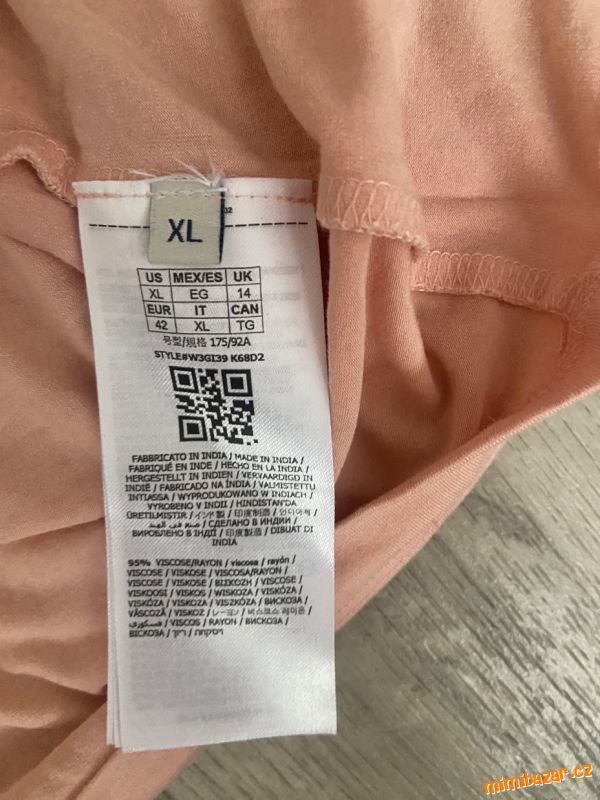 XL
32
US MEX/ES UK
XL EG 14
EUR IT CAN
42 XL TG
号型/規格 175/92A
STYLE#W3GI39 K68D2
FABBRICATO IN INDIA / MADE IN INDIA /
FABRIQUÉ EN INDE / HECHO EN LA INDIA /
HERGESTELLT IN INDIEN / VERVAARDIGD IN
INDIË / FABRICADO NA INDIA / VALMISTETTU
INTIASSA / WYPRODUKOWANO W INDIACH /
VYROBENO V INDII / HINDISTAN'DA
ÜRETILMISTIR / インド製 / 印度製造 / 인디아제 /
صنع في الهند / СДЕЛАНО В ИНДИИ /
ВИРОБЛЕНО В ІНДІЇ / 印度制造 / DIBUAT DI
INDIA
95% VISCOSE/RAYON / viscosa / rayón /
VISCOSE / VISKOSE / VISCOSA/RAYON /
VISCOSE / VISKOSE / ΒΙΣΚΟΖΗ / VISCOSE /
VISKOOSI / VISKOS / WISKOZA / VISKÓZA /
VISKÓZA / VISKOZA / VISZKÓZA / ВИСКОЗА /
VÂSCOZĂ / VISKOZ / レーヨン / 비스코스 레이온 /
فسكوزي / VISCOS / RAYON / ВИСКОЗА /
ВІСКОЗА / ויסקוזה / ריון
mimibazar.cz